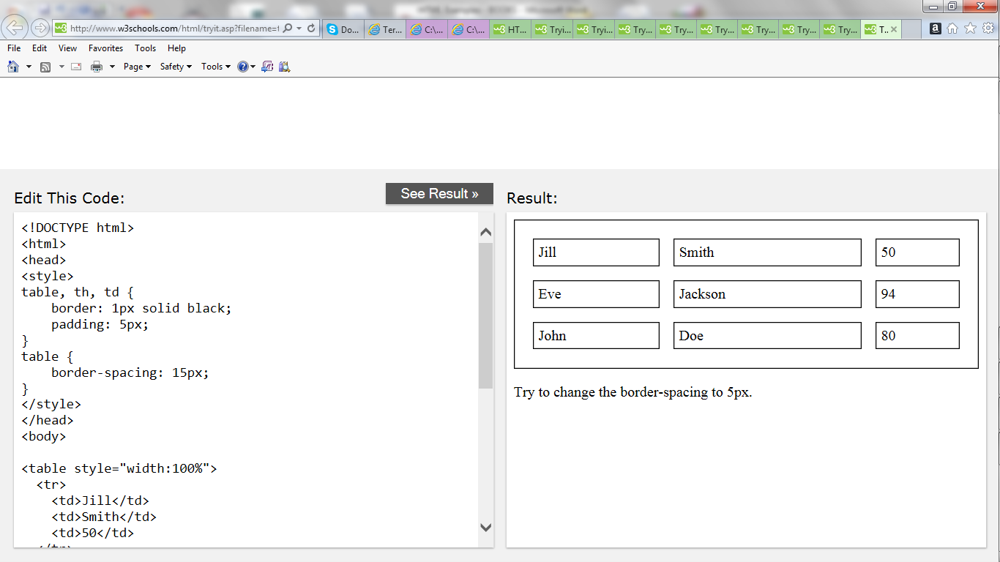 http://www.w3schools.com/html/tryit.asp?filename=t
Do...
Ter...
C:\...
C:\...
HT...
Tryi...
Tryi...
Try...
Try...
Try...
Try...
Try...
Try...
T...
File Edit View Favorites Tools Help
Page Safety Tools
Edit This Code:
See Result »
Result:
<!DOCTYPE html>
<html>
<head>
<style>
table, th, td {
    border: 1px solid black;
    padding: 5px;
}
table {
    border-spacing: 15px;
}
</style>
</head>
<body>

<table style="width:100%">
  <tr>
    <td>Jill</td>
    <td>Smith</td>
    <td>50</td>
  </tr>
Jill Smith 50
Eve Jackson 94
John Doe 80
Try to change the border-spacing to 5px.